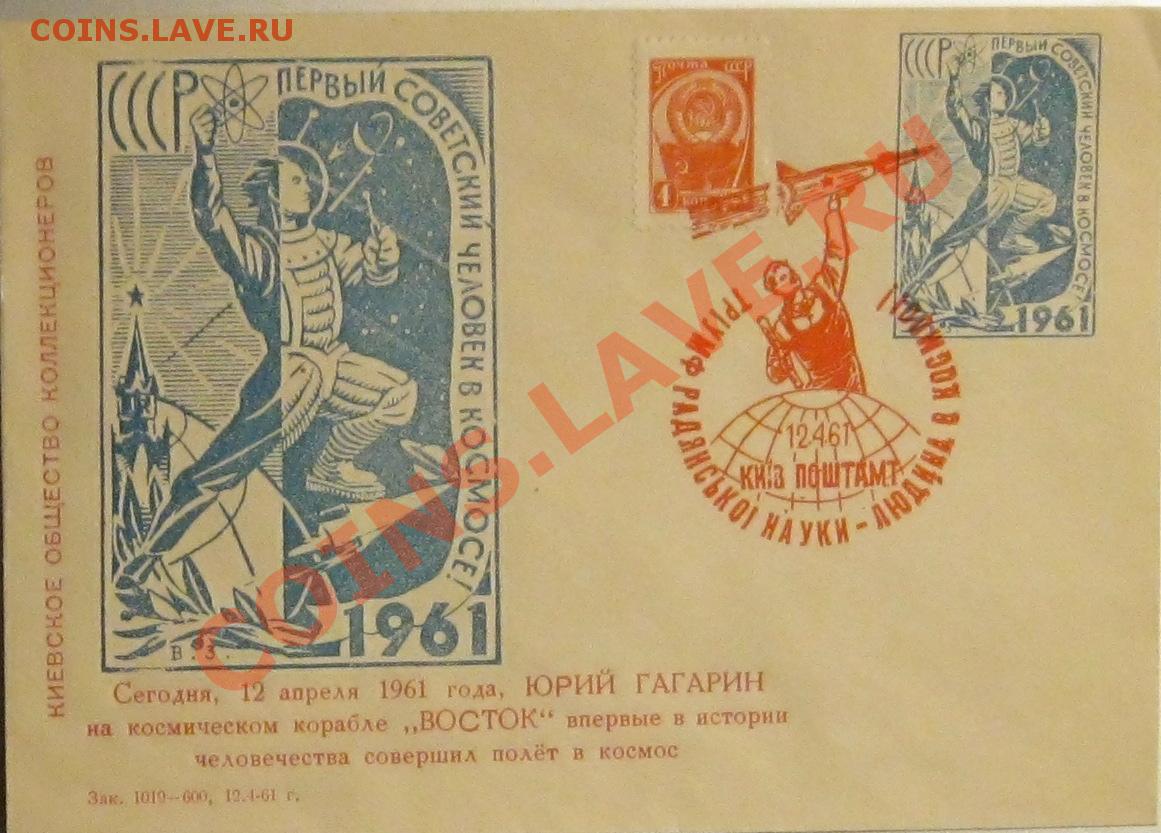 COINS.LAVE.RU
СССР
ПЕРВЫЙ СОВЕТСКИЙ ЧЕЛОВЕК В КОСМОСЕ!
1961
В.З.
КИЕВСКОЕ ОБЩЕСТВО КОЛЛЕКЦИОНЕРОВ
ПОЧТА СССР
4
СССР
ПЕРВЫЙ СОВЕТСКИЙ ЧЕЛОВЕК В КОСМОСЕ!
1961
ТРІУМФ РАДЯНСЬКОЇ НАУКИ – ЛЮДИНА В КОСМОСІ!
12.4.61
КИЇВ ПОШТАМТ
COINS.LAVE.RU
Сегодня, 12 апреля 1961 года, ЮРИЙ ГАГАРИН
на космическом корабле „ВОСТОК“ впервые в истории
человечества совершил полёт в космос
Зак. 1019—600, 12.4-61 г.